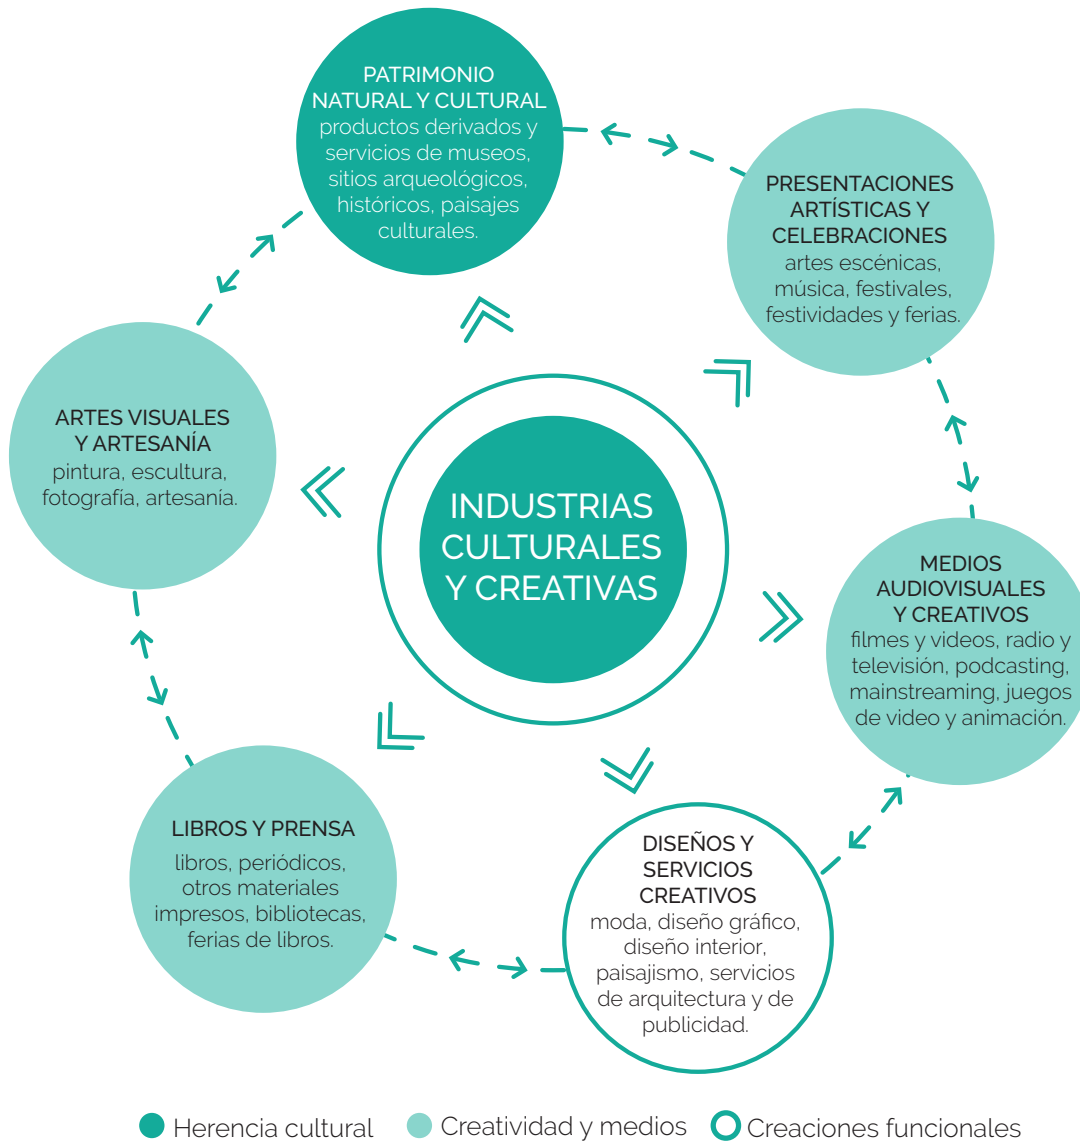 PATRIMONIO
NATURAL Y CULTURAL
productos derivados y
servicios de museos,
sitios arqueológicos,
históricos, paisajes
culturales.
PRESENTACIONES
ARTÍSTICAS Y
CELEBRACIONES
artes escénicas,
música, festivales,
festividades y ferias.
ARTES VISUALES
Y ARTESANÍA
pintura, escultura,
fotografía, artesanía.
INDUSTRIAS
CULTURALES
Y CREATIVAS
MEDIOS
AUDIOVISUALES
Y CREATIVOS
filmes y videos, radio y
televisión, podcasting,
mainstreaming, juegos
de video y animación.
LIBROS Y PRENSA
libros, periódicos,
otros materiales
impresos, bibliotecas,
ferias de libros.
DISEÑOS Y
SERVICIOS
CREATIVOS
moda, diseño gráfico,
diseño interior,
paisajismo, servicios
de arquitectura y de
publicidad.
Herencia cultural
Creatividad y medios
Creaciones funcionales